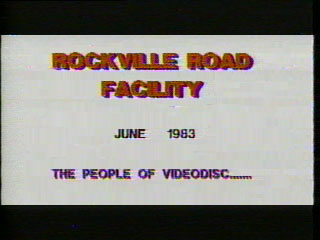 ROCKVILLE ROAD
FACILITY
JUNE 1983
THE PEOPLE OF VIDEODISC.......